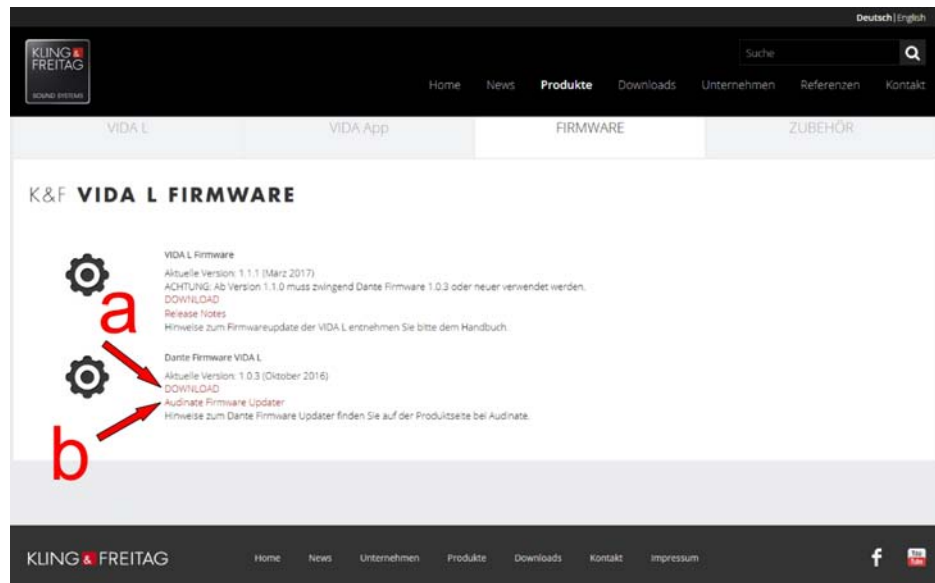 Deutsch | English
KLING &
FREITAG
SOUND SYSTEMS
Suche
Home News Produkte Downloads Unternehmen Referenzen Kontakt
VIDA L VIDA App FIRMWARE ZUBEHÖR
K&F VIDA L FIRMWARE
VIDA L Firmware
Aktuelle Version: 1.1.1 (März 2017)
ACHTUNG: Ab Version 1.1.0 muss zwingend Dante Firmware 1.0.3 oder neuer verwendet werden.
DOWNLOAD
Release Notes
Hinweise zum Firmwareupdate der VIDA L entnehmen Sie bitte dem Handbuch.
a
Dante Firmware VIDA L
Aktuelle Version: 1.0.3 (Oktober 2016)
DOWNLOAD
Audinate Firmware Updater
Hinweise zum Dante Firmware Updater finden Sie auf der Produktseite bei Audinate.
b
KLING & FREITAG Home News Unternehmen Produkte Downloads Kontakt Impressum f You Tube